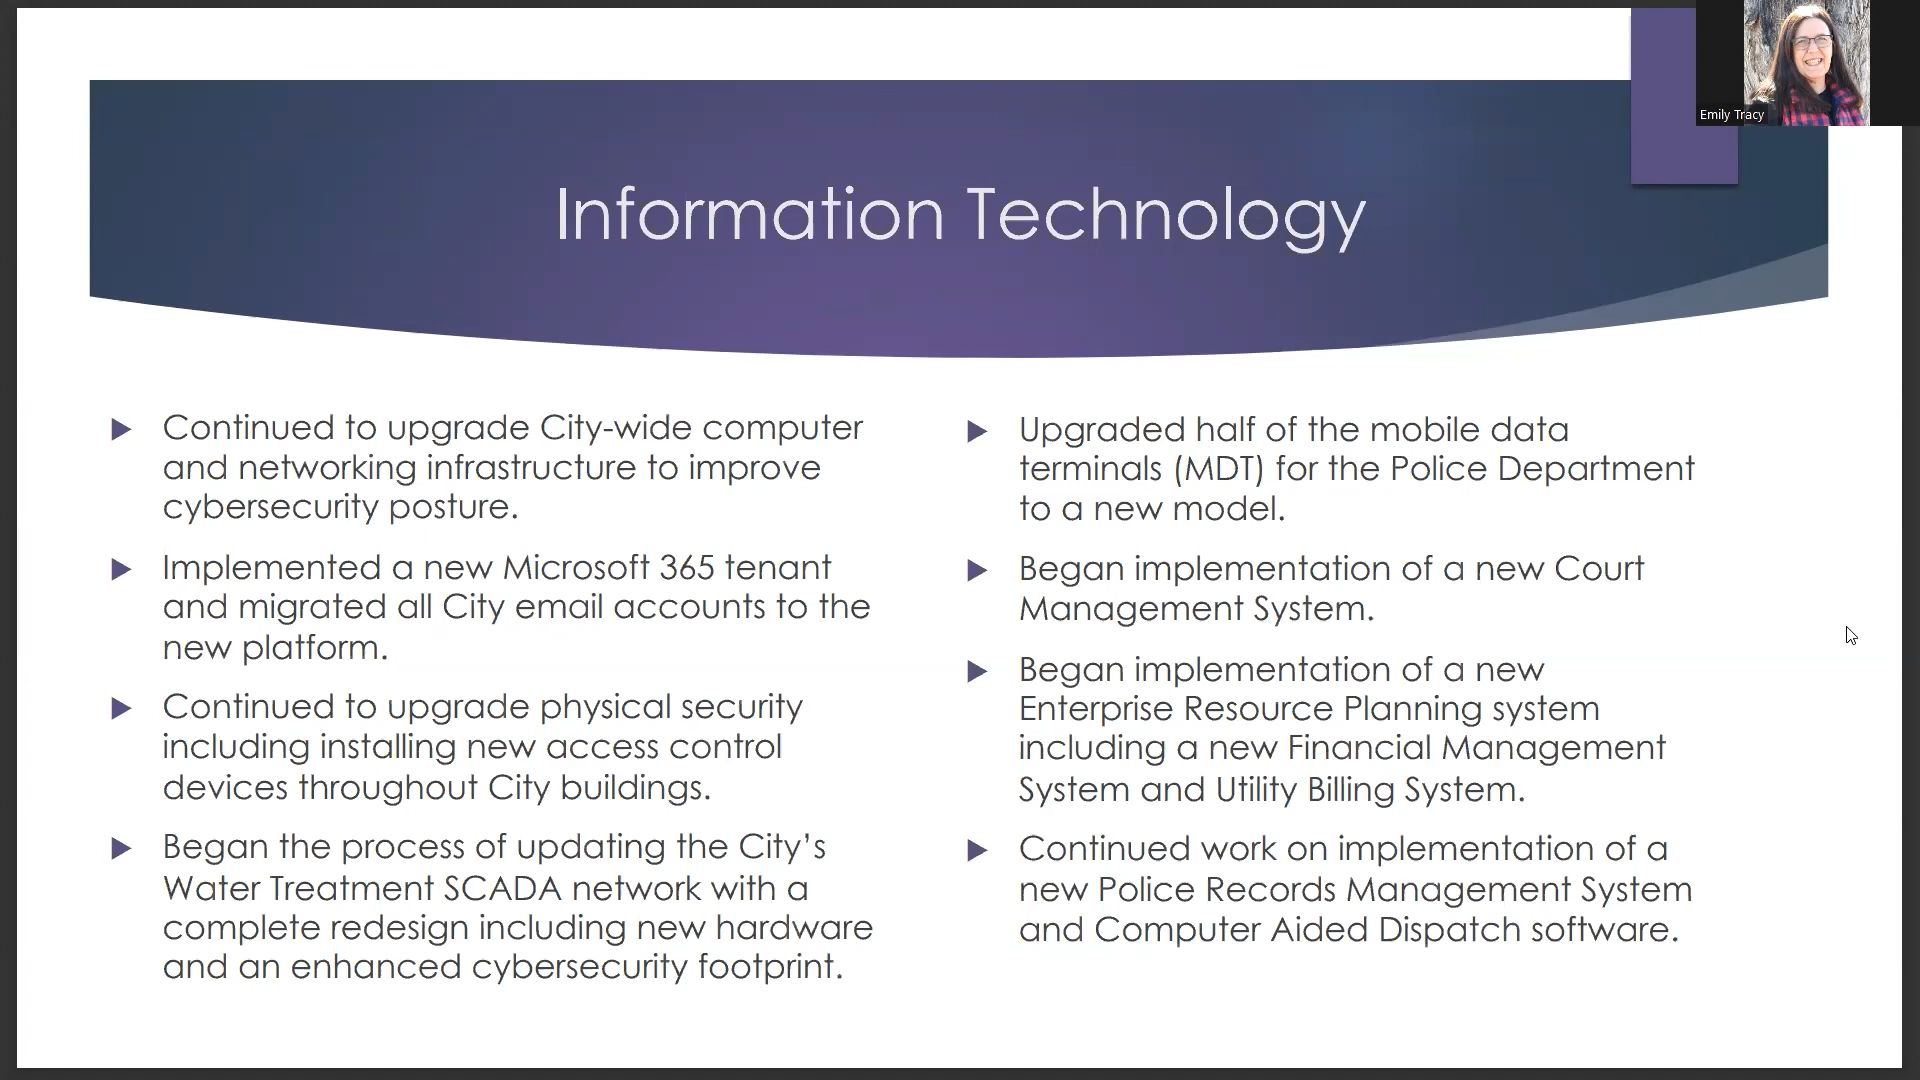 Emily Tracy
Information Technology
Continued to upgrade City-wide computer
and networking infrastructure to improve
cybersecurity posture.
Implemented a new Microsoft 365 tenant
and migrated all City email accounts to the
new platform.
Continued to upgrade physical security
including installing new access control
devices throughout City buildings.
Began the process of updating the City’s
Water Treatment SCADA network with a
complete redesign including new hardware
and an enhanced cybersecurity footprint.
Upgraded half of the mobile data
terminals (MDT) for the Police Department
to a new model.
Began implementation of a new Court
Management System.
Began implementation of a new
Enterprise Resource Planning system
including a new Financial Management
System and Utility Billing System.
Continued work on implementation of a
new Police Records Management System
and Computer Aided Dispatch software.